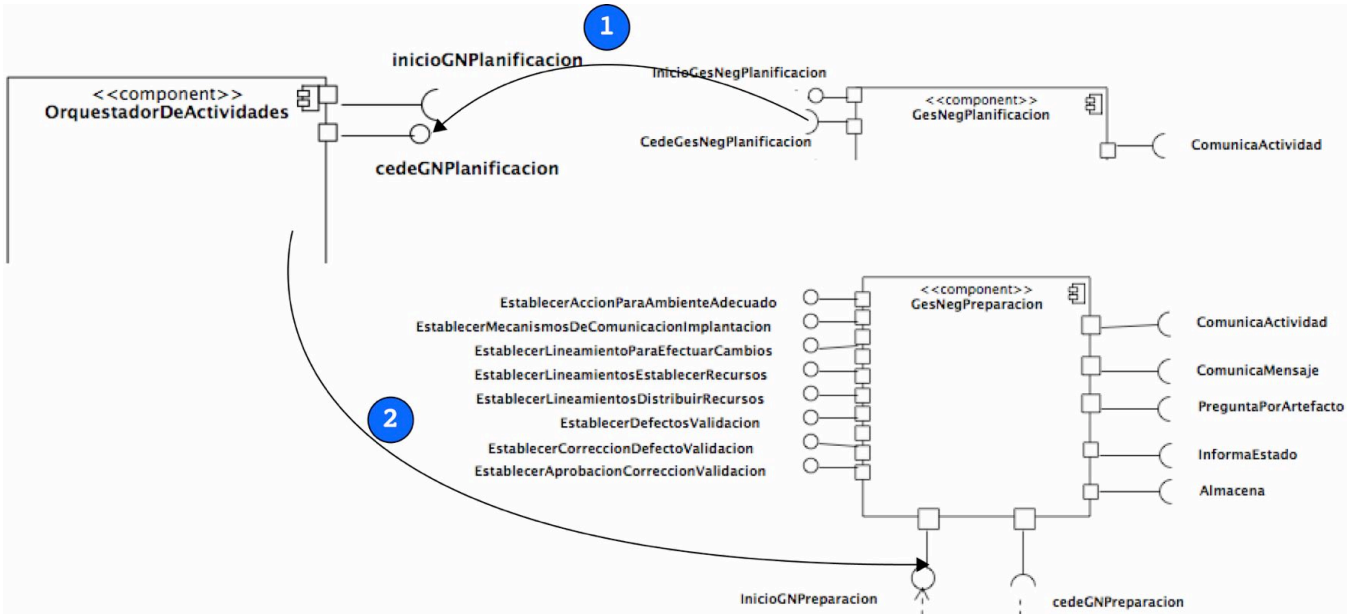 1
inicioGNPlanificacion
<<component>>
OrquestadorDeActividades
cedeGNPlanificacion
InicioGesNegPlanificacion
CedeGesNegPlanificacion
<<component>>
GesNegPlanificacion
ComunicaActividad
2
EstablecerAccionParaAmbienteAdecuado
EstablecerMecanismosDeComunicacionImplantacion
EstablecerLineamientoParaEfectuarCambios
EstablecerLineamientosEstablecerRecursos
EstablecerLineamientosDistribuirRecursos
EstablecerDefectosValidacion
EstablecerCorreccionDefectoValidacion
EstablecerAprobacionCorreccionValidacion
<<component>>
GesNegPreparacion
ComunicaActividad
ComunicaMensaje
PreguntaPorArtefacto
InformaEstado
Almacena
InicioGNPreparacion
cedeGNPreparacion